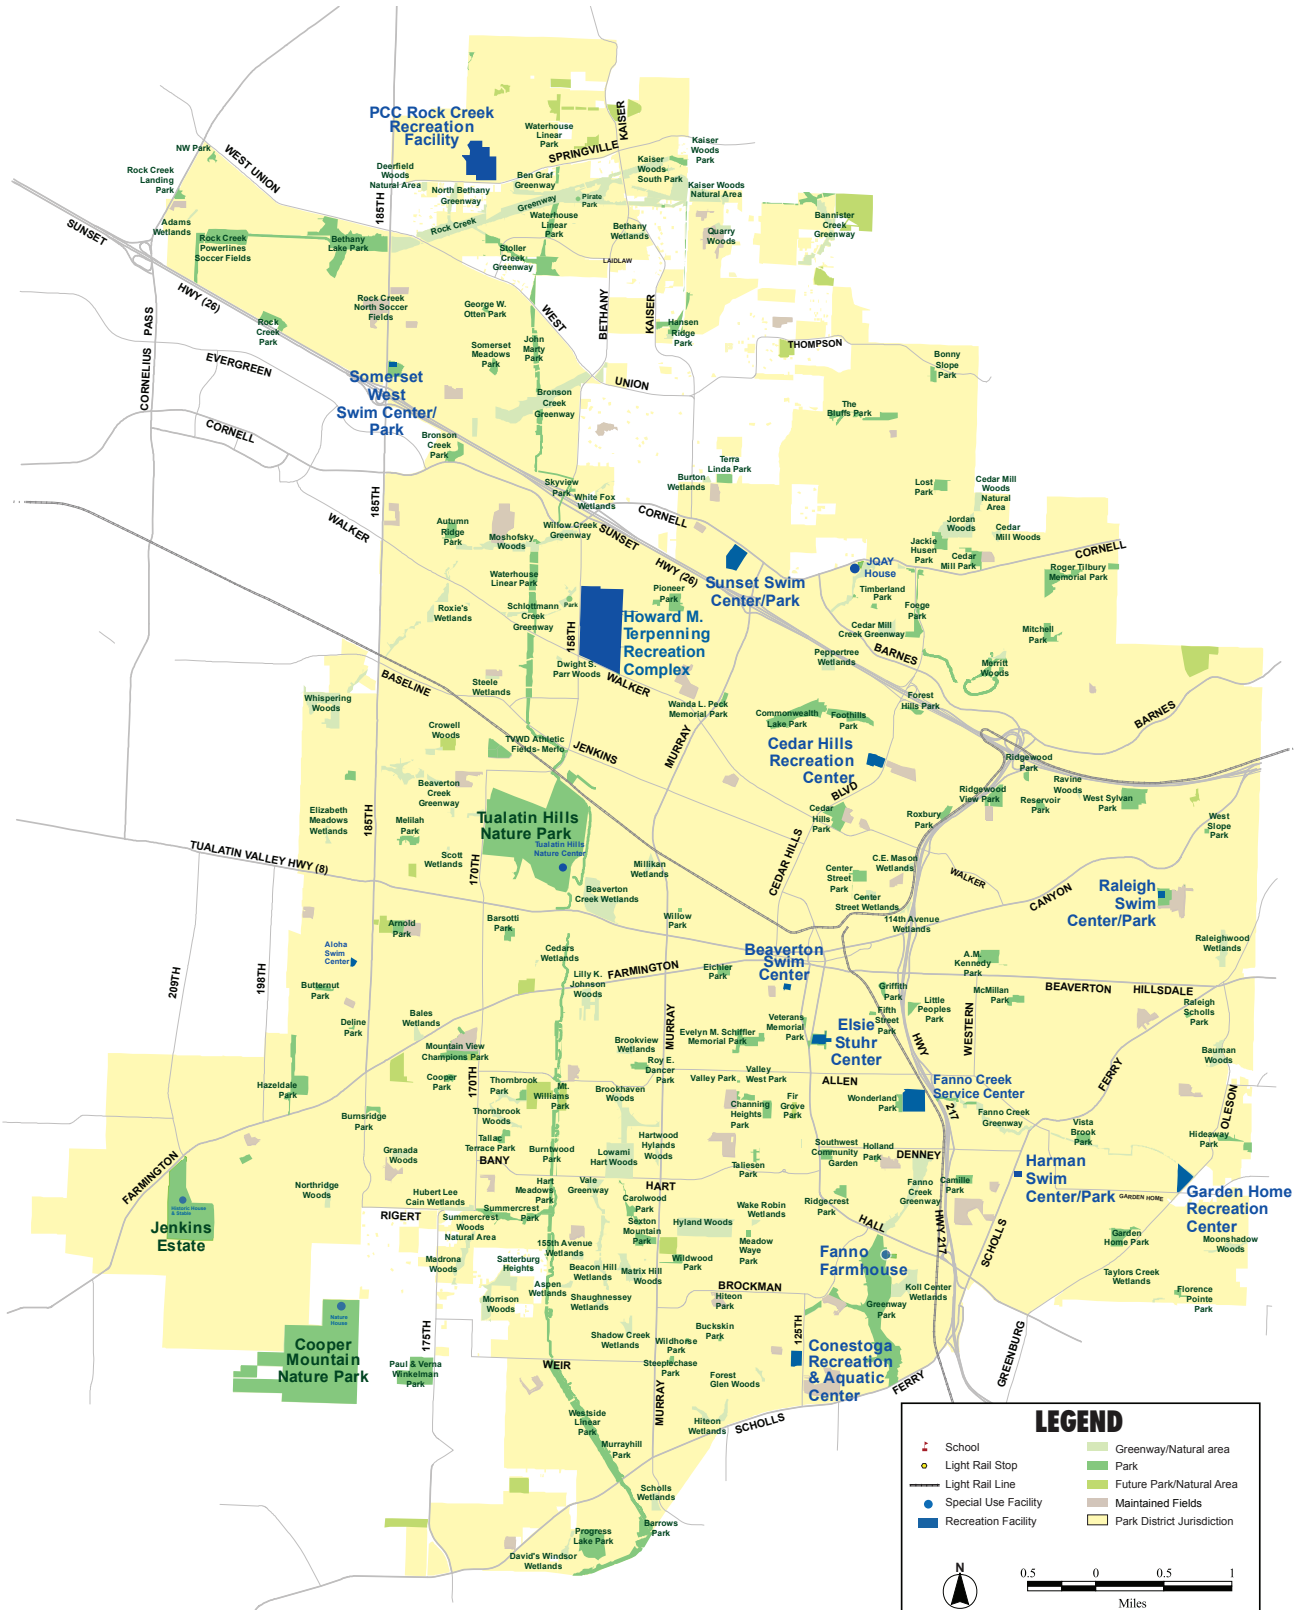 PCC Rock Creek
Recreation
Facility
Waterhouse
Linear
Park
KAISER
SPRINGVILLE
Kaiser
Woods
Park
NW Park
WEST UNION
Rock Creek
Landing
Park
Deerfield
Woods
Natural Area
185TH
North Bethany
Greenway
Ben Graf
Greenway
Kaiser
Woods
South Park
Kaiser Woods
Natural Area
Pirate
Park
Rock Creek
Greenway
Waterhouse
Linear
Park
Bethany
Wetlands
Quarry
Woods
Bannister
Creek
Greenway
SUNSET
Adams
Wetlands
Rock Creek
Powerlines
Soccer Fields
Bethany
Lake Park
Stoller
Creek
Greenway
LAIDLAW
HWY (26)
Rock Creek
North Soccer
Fields
George W.
Otten Park
WEST
BETHANY
KAISER
Hansen
Ridge
Park
Rock
Creek
Park
CORNELIUS PASS
EVERGREEN
Somerset
Meadows
Park
John
Marty
Park
THOMPSON
Bonny
Slope
Park
Somerset
West
Swim Center/
Park
UNION
Bronson
Creek
Greenway
The
Bluffs Park
CORNELL
Bronson
Creek
Park
Terra
Linda Park
Burton
Wetlands
Skyview
Park
White Fox
Wetlands
Lost
Park
Cedar Mill
Woods
Natural
Area
185TH
WALKER
Autumn
Ridge
Park
Moshofsky
Woods
Willow Creek
Greenway
SUNSET
CORNELL
HWY (26)
Jordan
Woods
Cedar
Mill Woods
Jackie
Husen
Park
Cedar
Mill Park
CORNELL
JQAY
House
Roger Tilbury
Memorial Park
Sunset Swim
Center/Park
Waterhouse
Linear Park
Pioneer
Park
Timberland
Park
Foege
Park
Roxie's
Wetlands
Schlottmann
Creek
Greenway
Park
158TH
Howard M.
Terpenning
Recreation
Complex
Cedar Mill
Creek Greenway
Mitchell
Park
BARNES
Peppertree
Wetlands
Merritt
Woods
BASELINE
Dwight S.
Parr Woods
WALKER
Steele
Wetlands
Whispering
Woods
Wanda L. Peck
Memorial Park
Forest
Hills Park
Commonwealth
Lake Park
Foothills
Park
BARNES
Crowell
Woods
TVWD Athletic
Fields- Merlo
JENKINS
MURRAY
Cedar Hills
Recreation
Center
Ridgewood
Park
Beaverton
Creek
Greenway
BLVD
Ravine
Woods
Ridgewood
View Park
Reservoir
Park
West Sylvan
Park
Elizabeth
Meadows
Wetlands
185TH
Melilah
Park
Tualatin Hills
Nature Park
Tualatin Hills
Nature Center
Cedar
Hills
Park
Roxbury
Park
West
Slope
Park
TUALATIN VALLEY HWY (8)
Scott
Wetlands
170TH
Millikan
Wetlands
CEDAR HILLS
Center
Street
Park
C.E. Mason
Wetlands
WALKER
CANYON
Raleigh
Swim
Center/Park
Beaverton
Creek Wetlands
Center
Street Wetlands
Arnold
Park
Barsotti
Park
Willow
Park
114th Avenue
Wetlands
Raleighwood
Wetlands
Aloha
Swim
Center
Cedars
Wetlands
Beaverton
Swim
Center
A.M.
Kennedy
Park
209TH
198TH
FARMINGTON
Lilly K.
Johnson
Woods
Eichler
Park
Butternut
Park
Griffith
Park
McMillan
Park
BEAVERTON HILLSDALE
Little
Peoples
Park
Raleigh
Scholls
Park
Deline
Park
Bales
Wetlands
MURRAY
Veterans
Memorial
Park
Fifth
Street
Park
Elsie
Stuhr
Center
HWY
WESTERN
Mountain View
Champions Park
Brookview
Wetlands
Evelyn M. Schiffler
Memorial Park
Bauman
Woods
Roy E.
Dancer
Park
Valley
West Park
Valley Park
ALLEN
FERRY
Hazeldale
Park
Cooper
Park
170TH
Thornbrook
Park
Mt.
Williams
Park
Brookhaven
Woods
Fanno Creek
Service Center
Wonderland
Park
217
Fir
Grove
Park
Channing
Heights
Park
Fanno Creek
Greenway
OLESON
Burnsridge
Park
Thornbrook
Woods
Vista
Brook
Park
Hideaway
Park
Tallac
Terrace Park
Hartwood
Hylands
Woods
Southwest
Community
Garden
Holland
Park
DENNEY
Granada
Woods
BANY
Burntwood
Park
Lowami
Hart Woods
Taliesen
Park
Harman
Swim
Center/Park
FARMINGTON
Northridge
Woods
Hart
Meadows
Park
Vale
Greenway
HART
Fanno
Creek
Greenway
Camille
Park
GARDEN HOME
Garden Home
Recreation
Center
Historic House
& Stable
Hubert Lee
Cain Wetlands
Carolwood
Park
Wake Robin
Wetlands
Ridgecrest
Park
Jenkins
Estate
RIGERT
Summercrest
Park
Summercrest
Woods
Natural Area
Sexton
Mountain
Park
Hyland Woods
HALL
HWY 217
SCHOLLS
Garden
Home Park
Moonshadow
Woods
155th Avenue
Wetlands
Meadow
Waye
Park
Fanno
Farmhouse
Madrona
Woods
Satterburg
Heights
Beacon Hill
Wetlands
Matrix Hill
Woods
Wildwood
Park
Taylors Creek
Wetlands
Aspen
Wetlands
BROCKMAN
Koll Center
Wetlands
Florence
Pointe
Park
Morrison
Woods
Shaughnessey
Wetlands
Hiteon
Park
Greenway
Park
Nature
House
Cooper
Mountain
Nature Park
175TH
Shadow Creek
Wetlands
Buckskin
Park
Wildhorse
Park
125TH
Conestoga
Recreation
& Aquatic
Center
GREENBURG
Paul & Verna
Winkelman
Park
WEIR
Steeplechase
Park
Forest
Glen Woods
FERRY
MURRAY
Westside
Linear
Park
Hiteon
Wetlands
SCHOLLS
Murrayhill
Park
Scholls
Wetlands
Barrows
Park
Progress
Lake Park
David's Windsor
Wetlands
LEGEND
School
Light Rail Stop
Light Rail Line
Special Use Facility
Recreation Facility
Greenway/Natural area
Park
Future Park/Natural Area
Maintained Fields
Park District Jurisdiction
N
0.5 0 0.5 1
Miles